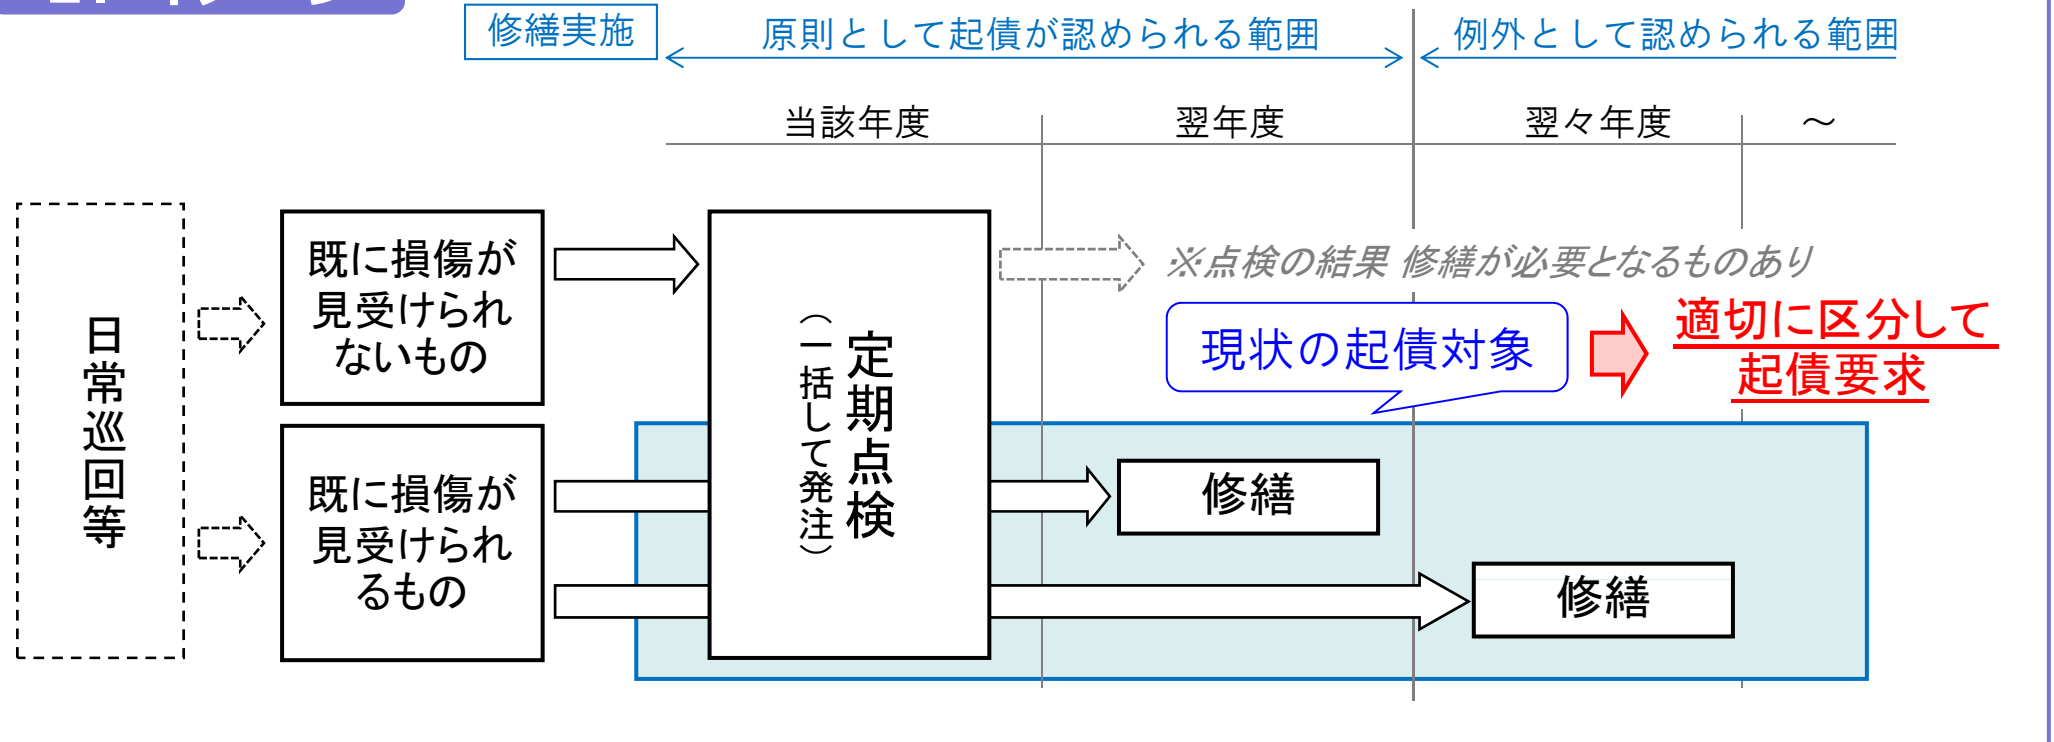 修繕実施
原則として起債が認められる範囲
例外として認められる範囲
当該年度
翌年度
翌々年度
～
日常巡回等
既に損傷が
見受けられ
ないもの
既に損傷が
見受けられ
るもの
定期点検
（一括して発注）
※点検の結果 修繕が必要となるものあり
現状の起債対象
適切に区分して
起債要求
修繕
修繕